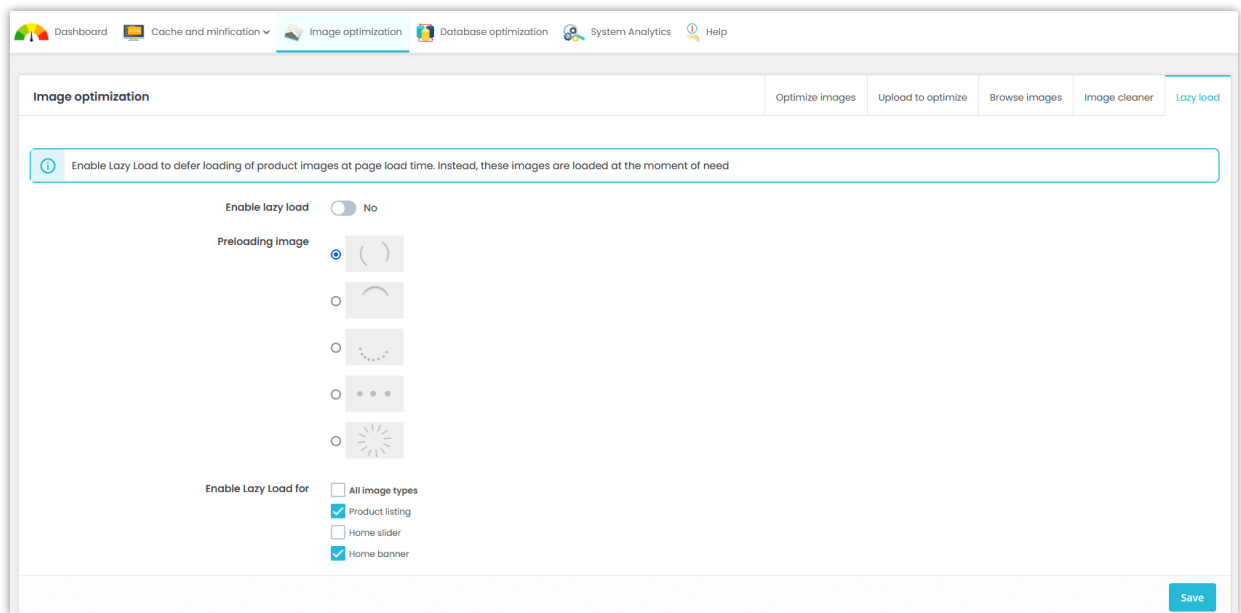 Dashboard Cache and minfication Image optimization Database optimization System Analytics Help
Image optimization Optimize images Upload to optimize Browse images Image cleaner Lazy load
Enable Lazy Load to defer loading of product images at page load time. Instead, these images are loaded at the moment of need
Enable lazy load No
Preloading image
Enable Lazy Load for All image types
Product listing
Home slider
Home banner
Save